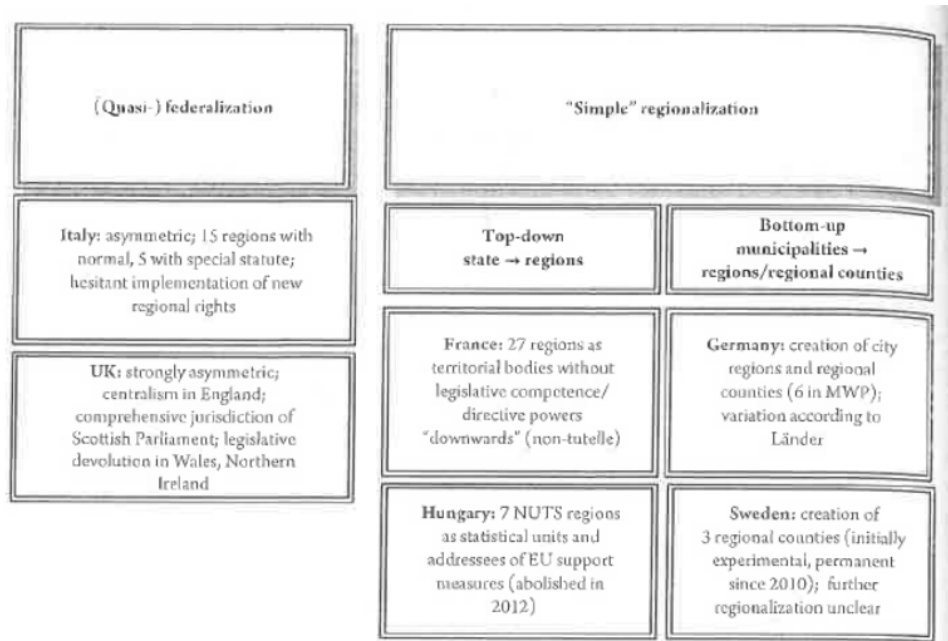 (Quasi-) federalization
"Simple" regionalization
Italy: asymmetric; 15 regions with
normal, 5 with special statute;
hesitant implementation of new
regional rights
UK: strongly asymmetric;
centralism in England;
comprehensive jurisdiction of
Scottish Parliament; legislative
devolution in Wales, Northern
Ireland
Top-down
state → regions
France: 27 regions as
territorial bodies without
legislative competence/
directive powers
"downwards" (non-tutelle)
Hungary: 7 NUTS regions
as statistical units and
addressees of EU support
measures (abolished in
2012)
Bottom-up
municipalities →
regions/regional counties
Germany: creation of city
regions and regional
counties (6 in MWP);
variation according to
Länder
Sweden: creation of
3 regional counties (initially
experimental, permanent
since 2010); further
regionalization unclear